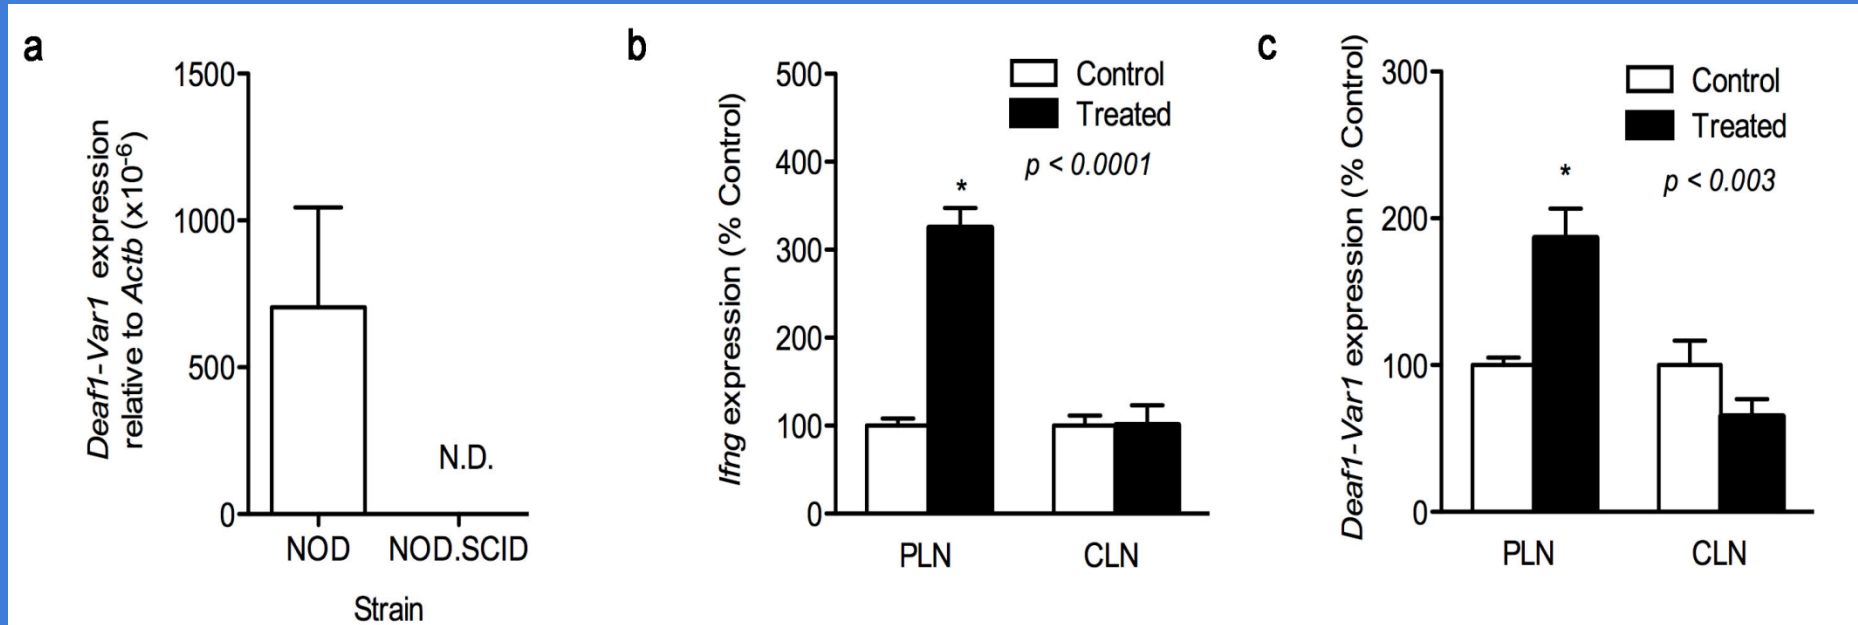 a
Deaf1-Var1 expression
relative to Actb (x10-6)
1500
1000
500
0
N.D.
NOD
NOD.SCID
Strain
b
Ifng expression (% Control)
500
400
300
200
100
0
Control
Treated
p < 0.0001
*
PLN
CLN
c
Deaf1-Var1 expression (% Control)
300
200
100
0
Control
Treated
p < 0.003
*
PLN
CLN